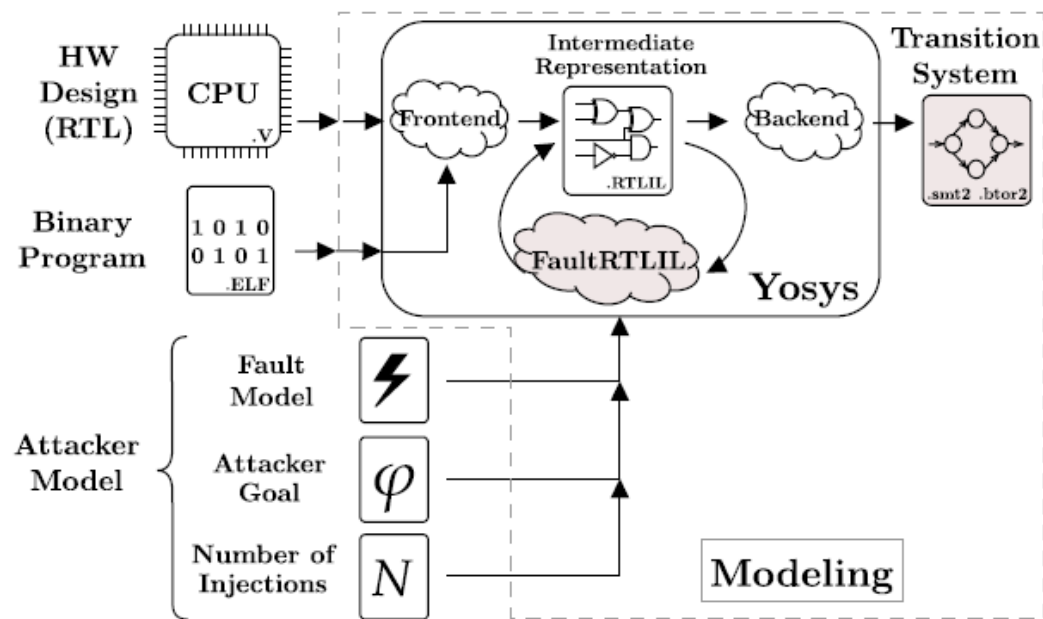 HW
Design
(RTL)
CPU
.V
Binary
Program
1 0 1 0
0 1 0 1
.ELF
Frontend
Intermediate
Representation
.RTLIL
Backend
FaultRTLIL
Yosys
Transition
System
.smt2 .btor2
Attacker
Model
Fault
Model
Attacker
Goal
φ
Number of
Injections
N
Modeling